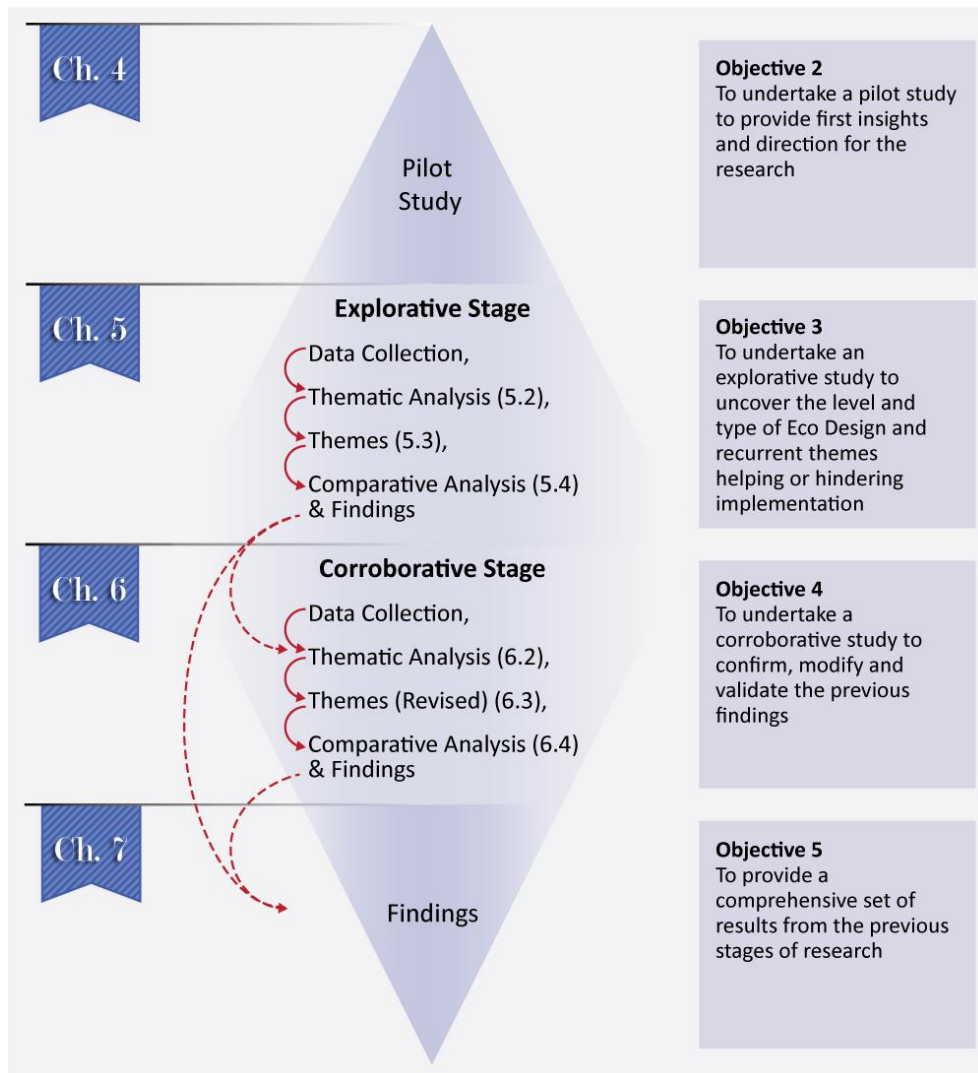 Ch. 4
Pilot
Study
Objective 2
To undertake a pilot study
to provide first insights
and direction for the
research
Ch. 5
Explorative Stage
Data Collection,
Thematic Analysis (5.2),
Themes (5.3),
Comparative Analysis (5.4)
& Findings
Objective 3
To undertake an
explorative study to
uncover the level and
type of Eco Design and
recurrent themes
helping or hindering
implementation
Ch. 6
Corroborative Stage
Data Collection,
Thematic Analysis (6.2),
Themes (Revised) (6.3),
Comparative Analysis (6.4)
& Findings
Objective 4
To undertake a
corroborative study to
confirm, modify and
validate the previous
findings
Ch. 7
Findings
Objective 5
To provide a
comprehensive set of
results from the previous
stages of research